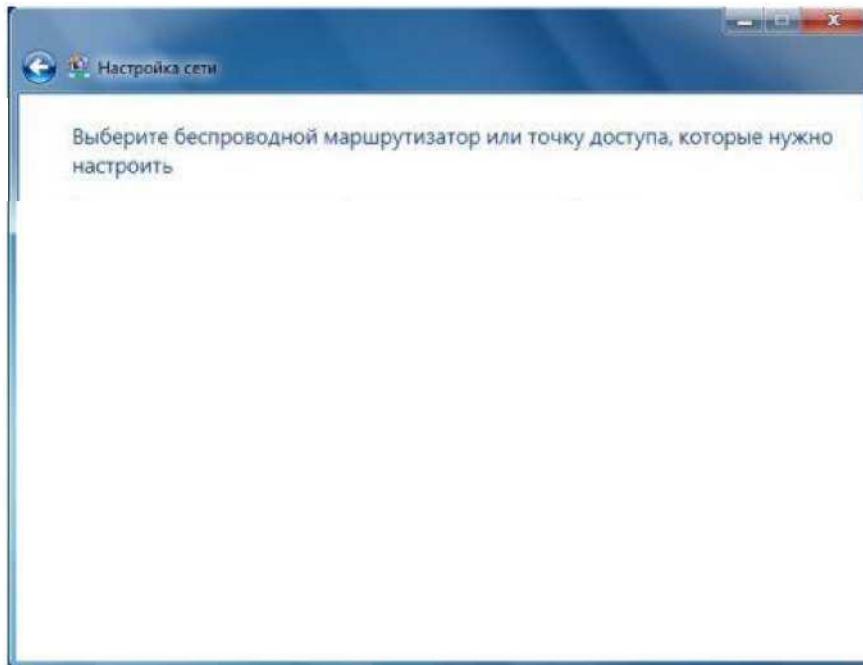 Настройка сети
Выберите беспроводной маршрутизатор или точку доступа, которые нужно
настроить